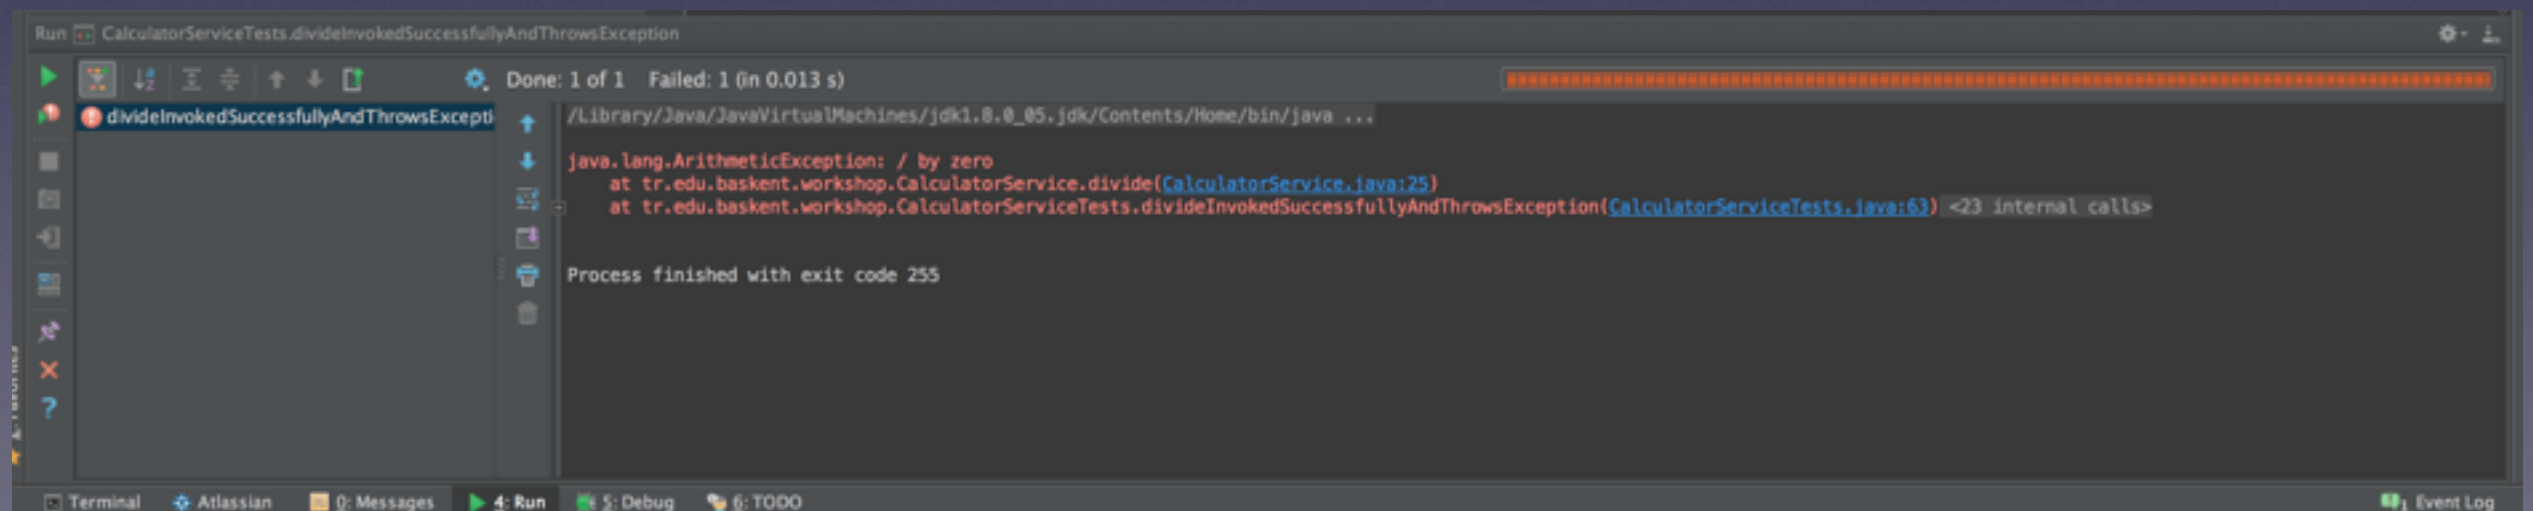 Run CalculatorServiceTests.divideInvokedSuccessfullyAndThrowsException
Done: 1 of 1 Failed: 1 (in 0.013 s)
divideInvokedSuccessfullyAndThrowsExcepti
/Library/Java/JavaVirtualMachines/jdk1.8.0_05.jdk/Contents/Home/bin/java ...
java.lang.ArithmeticException: / by zero
at tr.edu.baskent.workshop.CalculatorService.divide(CalculatorService.java:25)
at tr.edu.baskent.workshop.CalculatorServiceTests.divideInvokedSuccessfullyAndThrowsException(CalculatorServiceTests.java:63) <23 internal calls>
Process finished with exit code 255
Terminal Atlassian 0: Messages 4: Run 5: Debug 6: TODO 1 Event Log